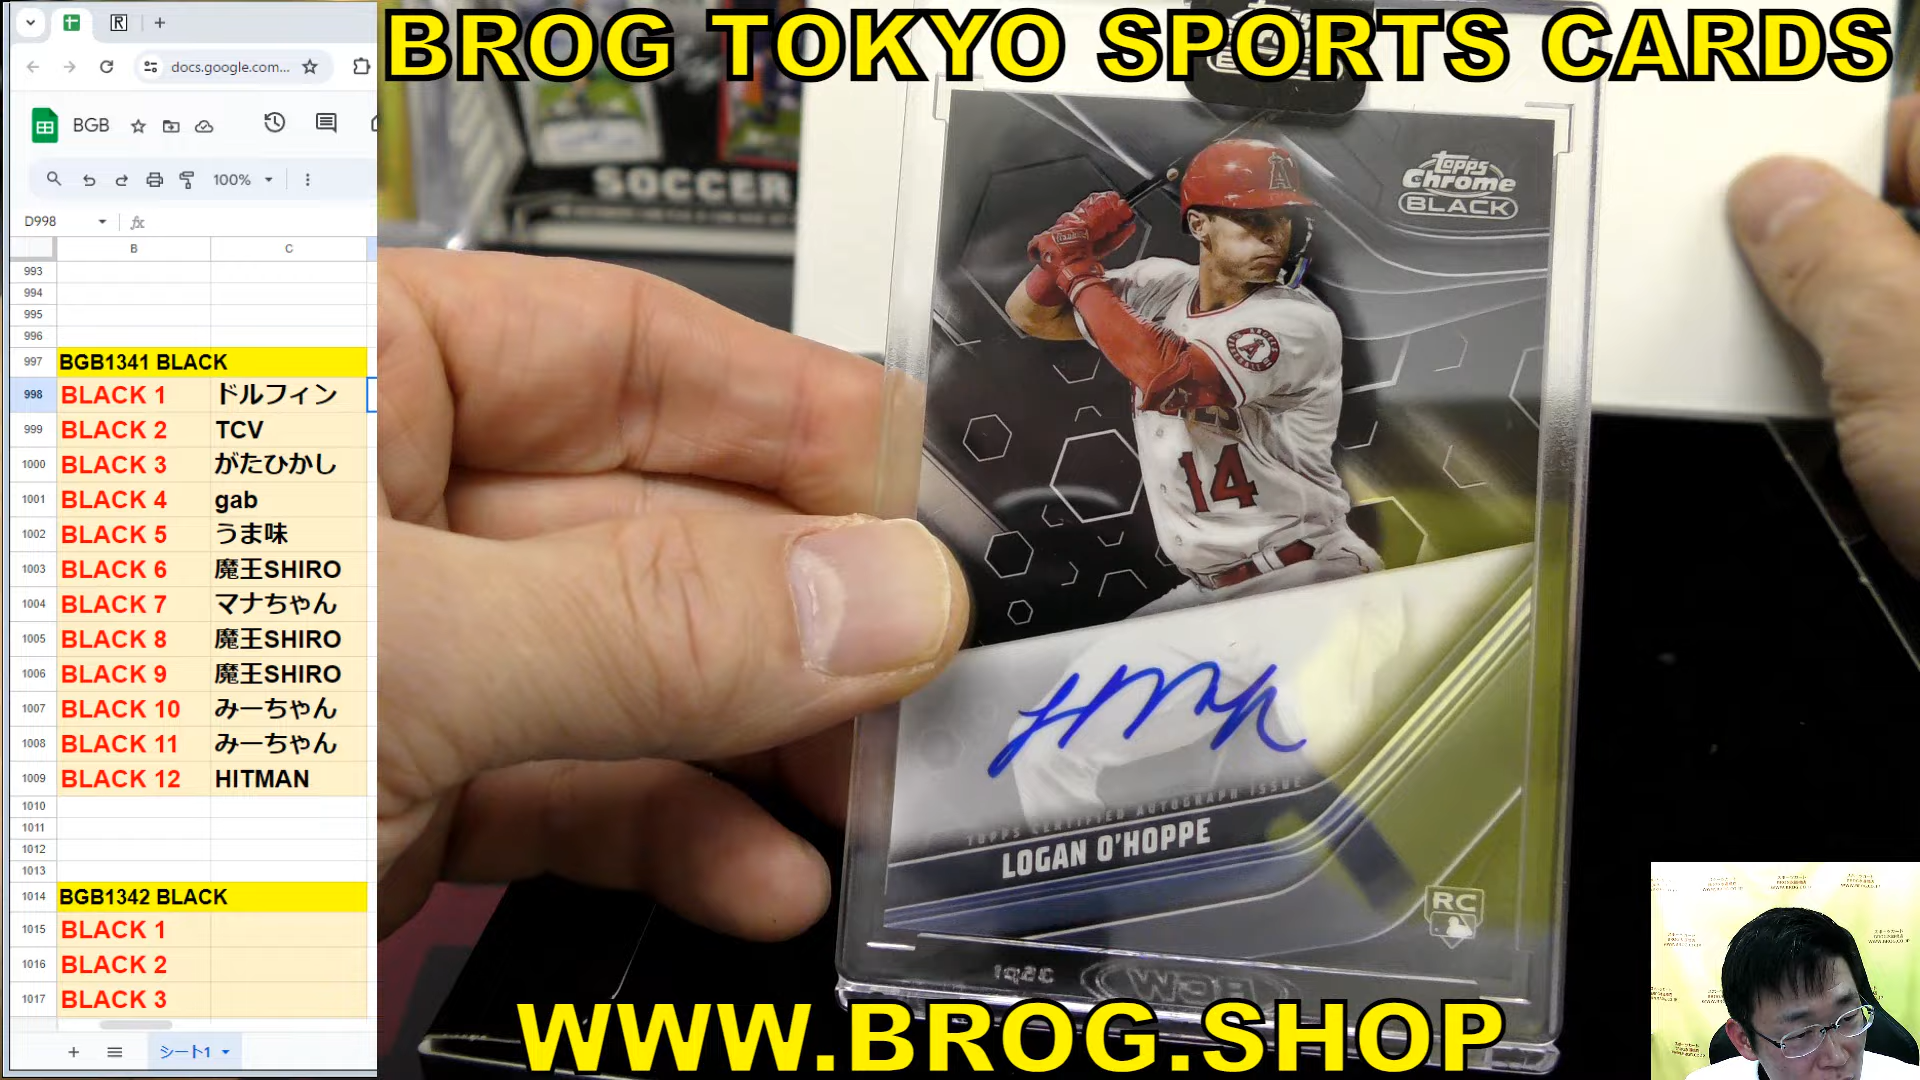 BROG TOKYO SPORTS CARDS
docs.google.com...
BGB
100%
D998
fx
B C
993
994
995
996
997 BGB1341 BLACK
998 BLACK 1 ドルフィン
999 BLACK 2 TCV
1000 BLACK 3 がたひかし
1001 BLACK 4 gab
1002 BLACK 5 うま味
1003 BLACK 6 魔王SHIRO
1004 BLACK 7 マナちゃん
1005 BLACK 8 魔王SHIRO
1006 BLACK 9 魔王SHIRO
1007 BLACK 10 みーちゃん
1008 BLACK 11 みーちゃん
1009 BLACK 12 HITMAN
1010
1011
1012
1013
1014 BGB1342 BLACK
1015 BLACK 1
1016 BLACK 2
1017 BLACK 3
シート1
SOCCER
Topps
Chrome
BLACK
14
TOPPS CERTIFIED AUTOGRAPH ISSUE
LOGAN O'HOPPE
RC
WWW.BROG.SHOP